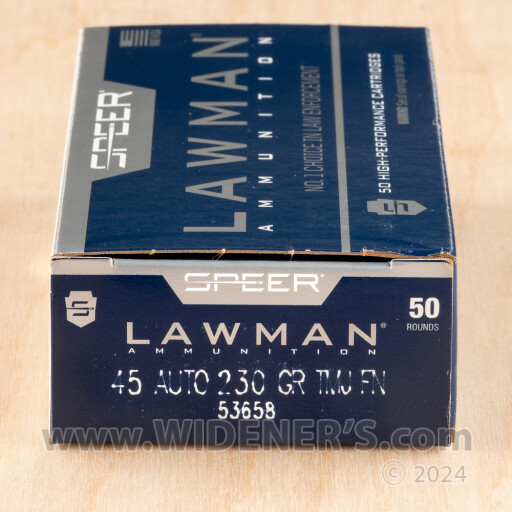 SPEER
LAWMAN®
AMMUNITION
NO. 1 CHOICE IN LAW ENFORCEMENT
50 HIGH-PERFORMANCE CARTRIDGES
SPEER®
50
ROUNDS
LAWMAN®
AMMUNITION
45 AUTO 230 GR TMJ FN
53658
www.WIDENER'S.com
© 2024